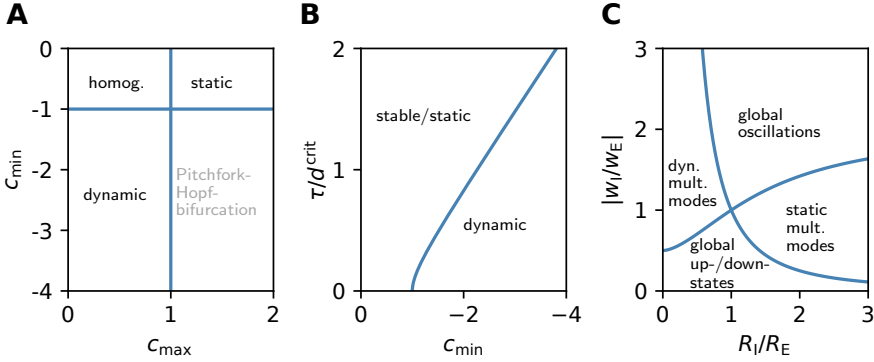 A
0
-1
-2
-3
-4
c_min
homog.
static
dynamic
Pitchfork-
Hopf-
bifurcation
0
1
2
c_max
B
2
1
0
τ/d^crit
stable/static
dynamic
0
−2
−4
c_min
C
3
2
1
0
|w_I/w_E|
global
oscillations
dyn.
mult.
modes
static
mult.
modes
global
up-/down-
states
0
1
2
3
R_I/R_E